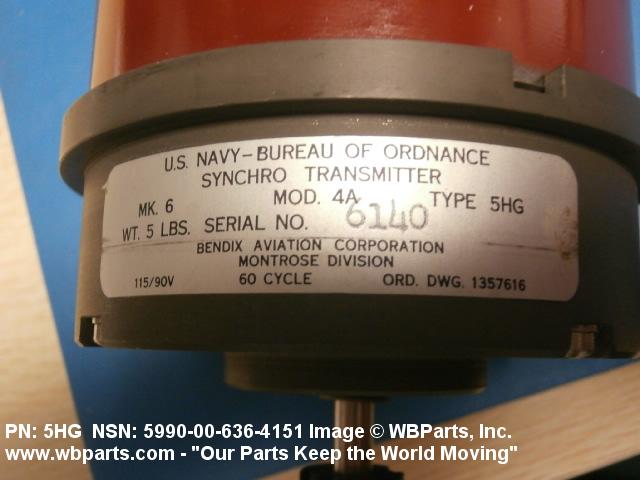 U.S. NAVY-BUREAU OF ORDNANCE
SYNCHRO TRANSMITTER
MK. 6 MOD. 4A TYPE 5HG
WT. 5 LBS. SERIAL NO. 6140
BENDIX AVIATION CORPORATION
MONTROSE DIVISION
115/90V 60 CYCLE ORD. DWG. 1357616
PN: 5HG NSN: 5990-00-636-4151 Image © WBParts, Inc.
www.wbparts.com - "Our Parts Keep the World Moving"